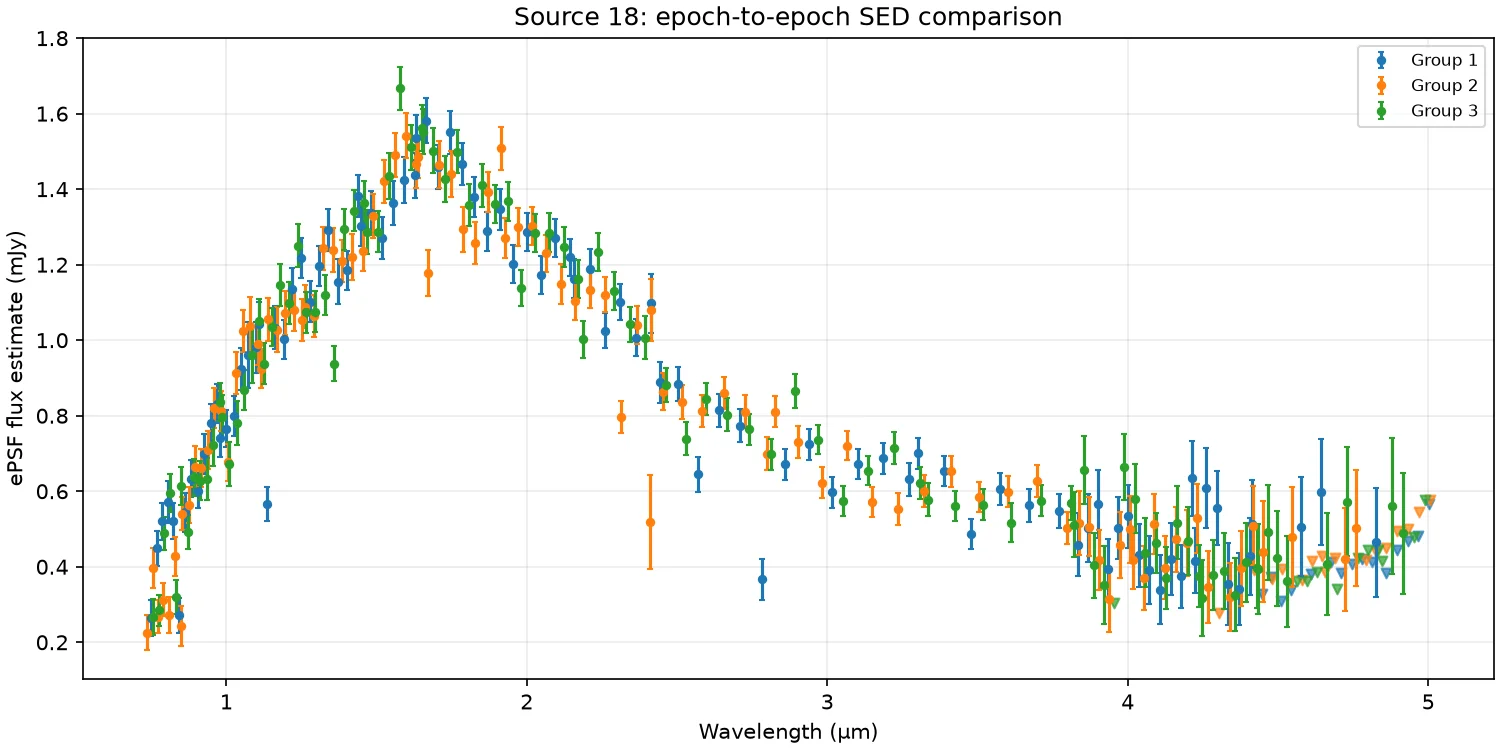 Source 18: epoch-to-epoch SED comparison
ePSF flux estimate (mJy)
1.8
1.6
1.4
1.2
1.0
0.8
0.6
0.4
0.2
Group 1
Group 2
Group 3
1 2 3 4 5
Wavelength (μm)